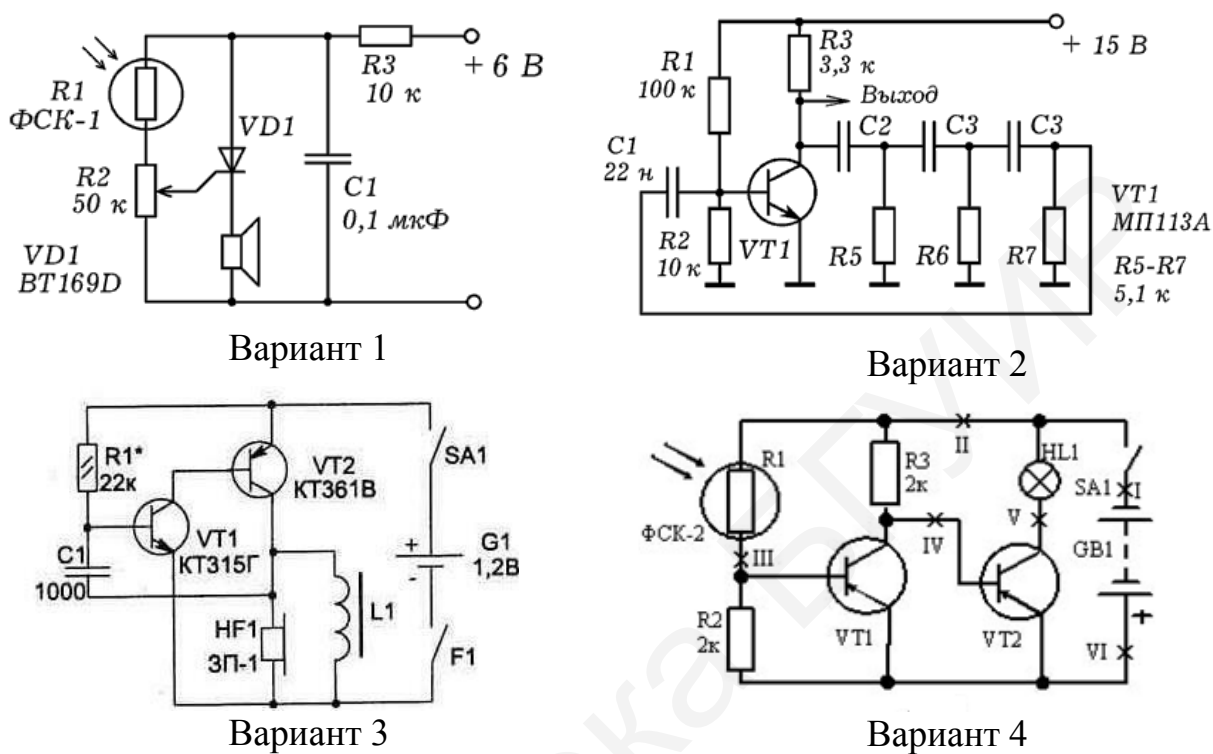 R1
ФСК-1
R2
50 к
VD1
BT169D
VD1
C1
0,1 мкФ
R3
10 к
+ 6 В
Вариант 1
R1
100 к
R3
3,3 к
+ 15 В
Выход
C1
22 н
C2
C3
C3
R2
10 к
VT1
R5
R6
R7
VT1
МП113А
R5-R7
5,1 к
Вариант 2
R1*
22к
VT1
КТ315Г
VT2
КТ361В
C1
1000
HF1
ЗП-1
L1
SA1
+
-
G1
1,2В
F1
Вариант 3
R1
ФСК-2
III
R2
2к
R3
2к
II
IV
VT1
HL1
V
VT2
SA1
I
GB1
+
VI
Вариант 4
ка БГУИР